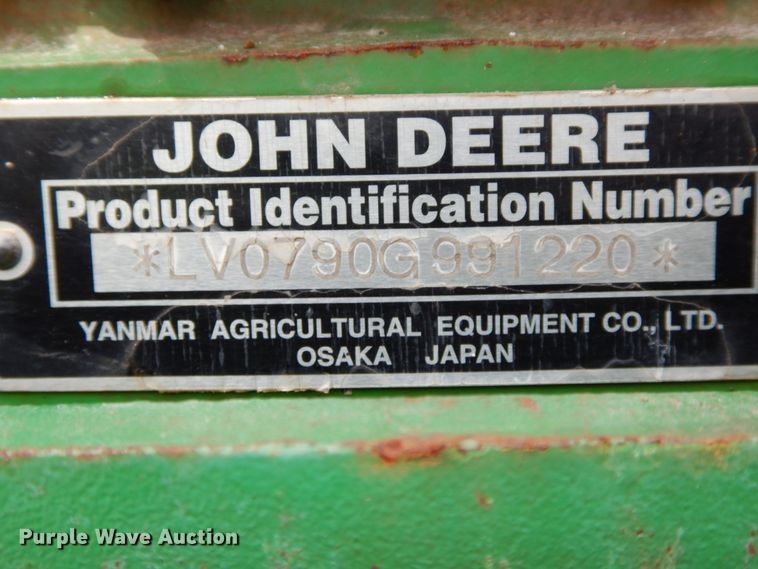 JOHN DEERE
Product Identification Number
*LV0790G991220*
YANMAR AGRICULTURAL EQUIPMENT CO., LTD.
OSAKA JAPAN
Purple Wave Auction